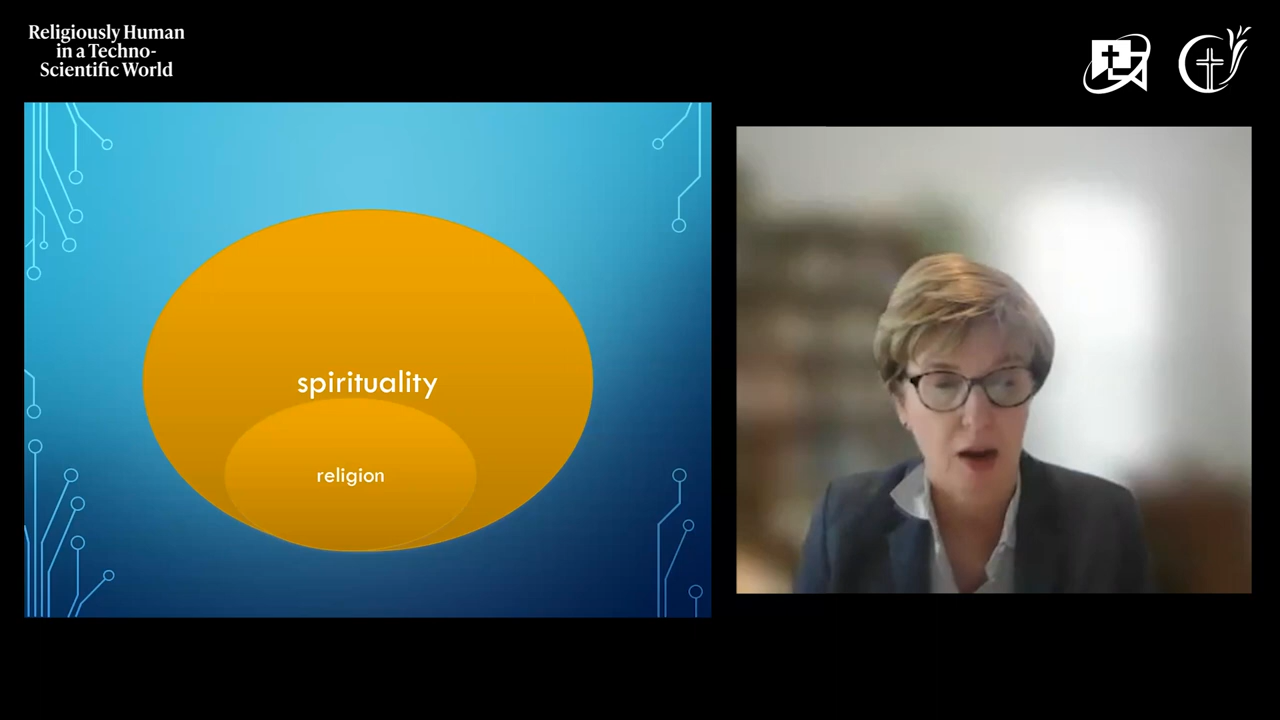 Religiously Human
in a Techno-
Scientific World
spirituality
religion